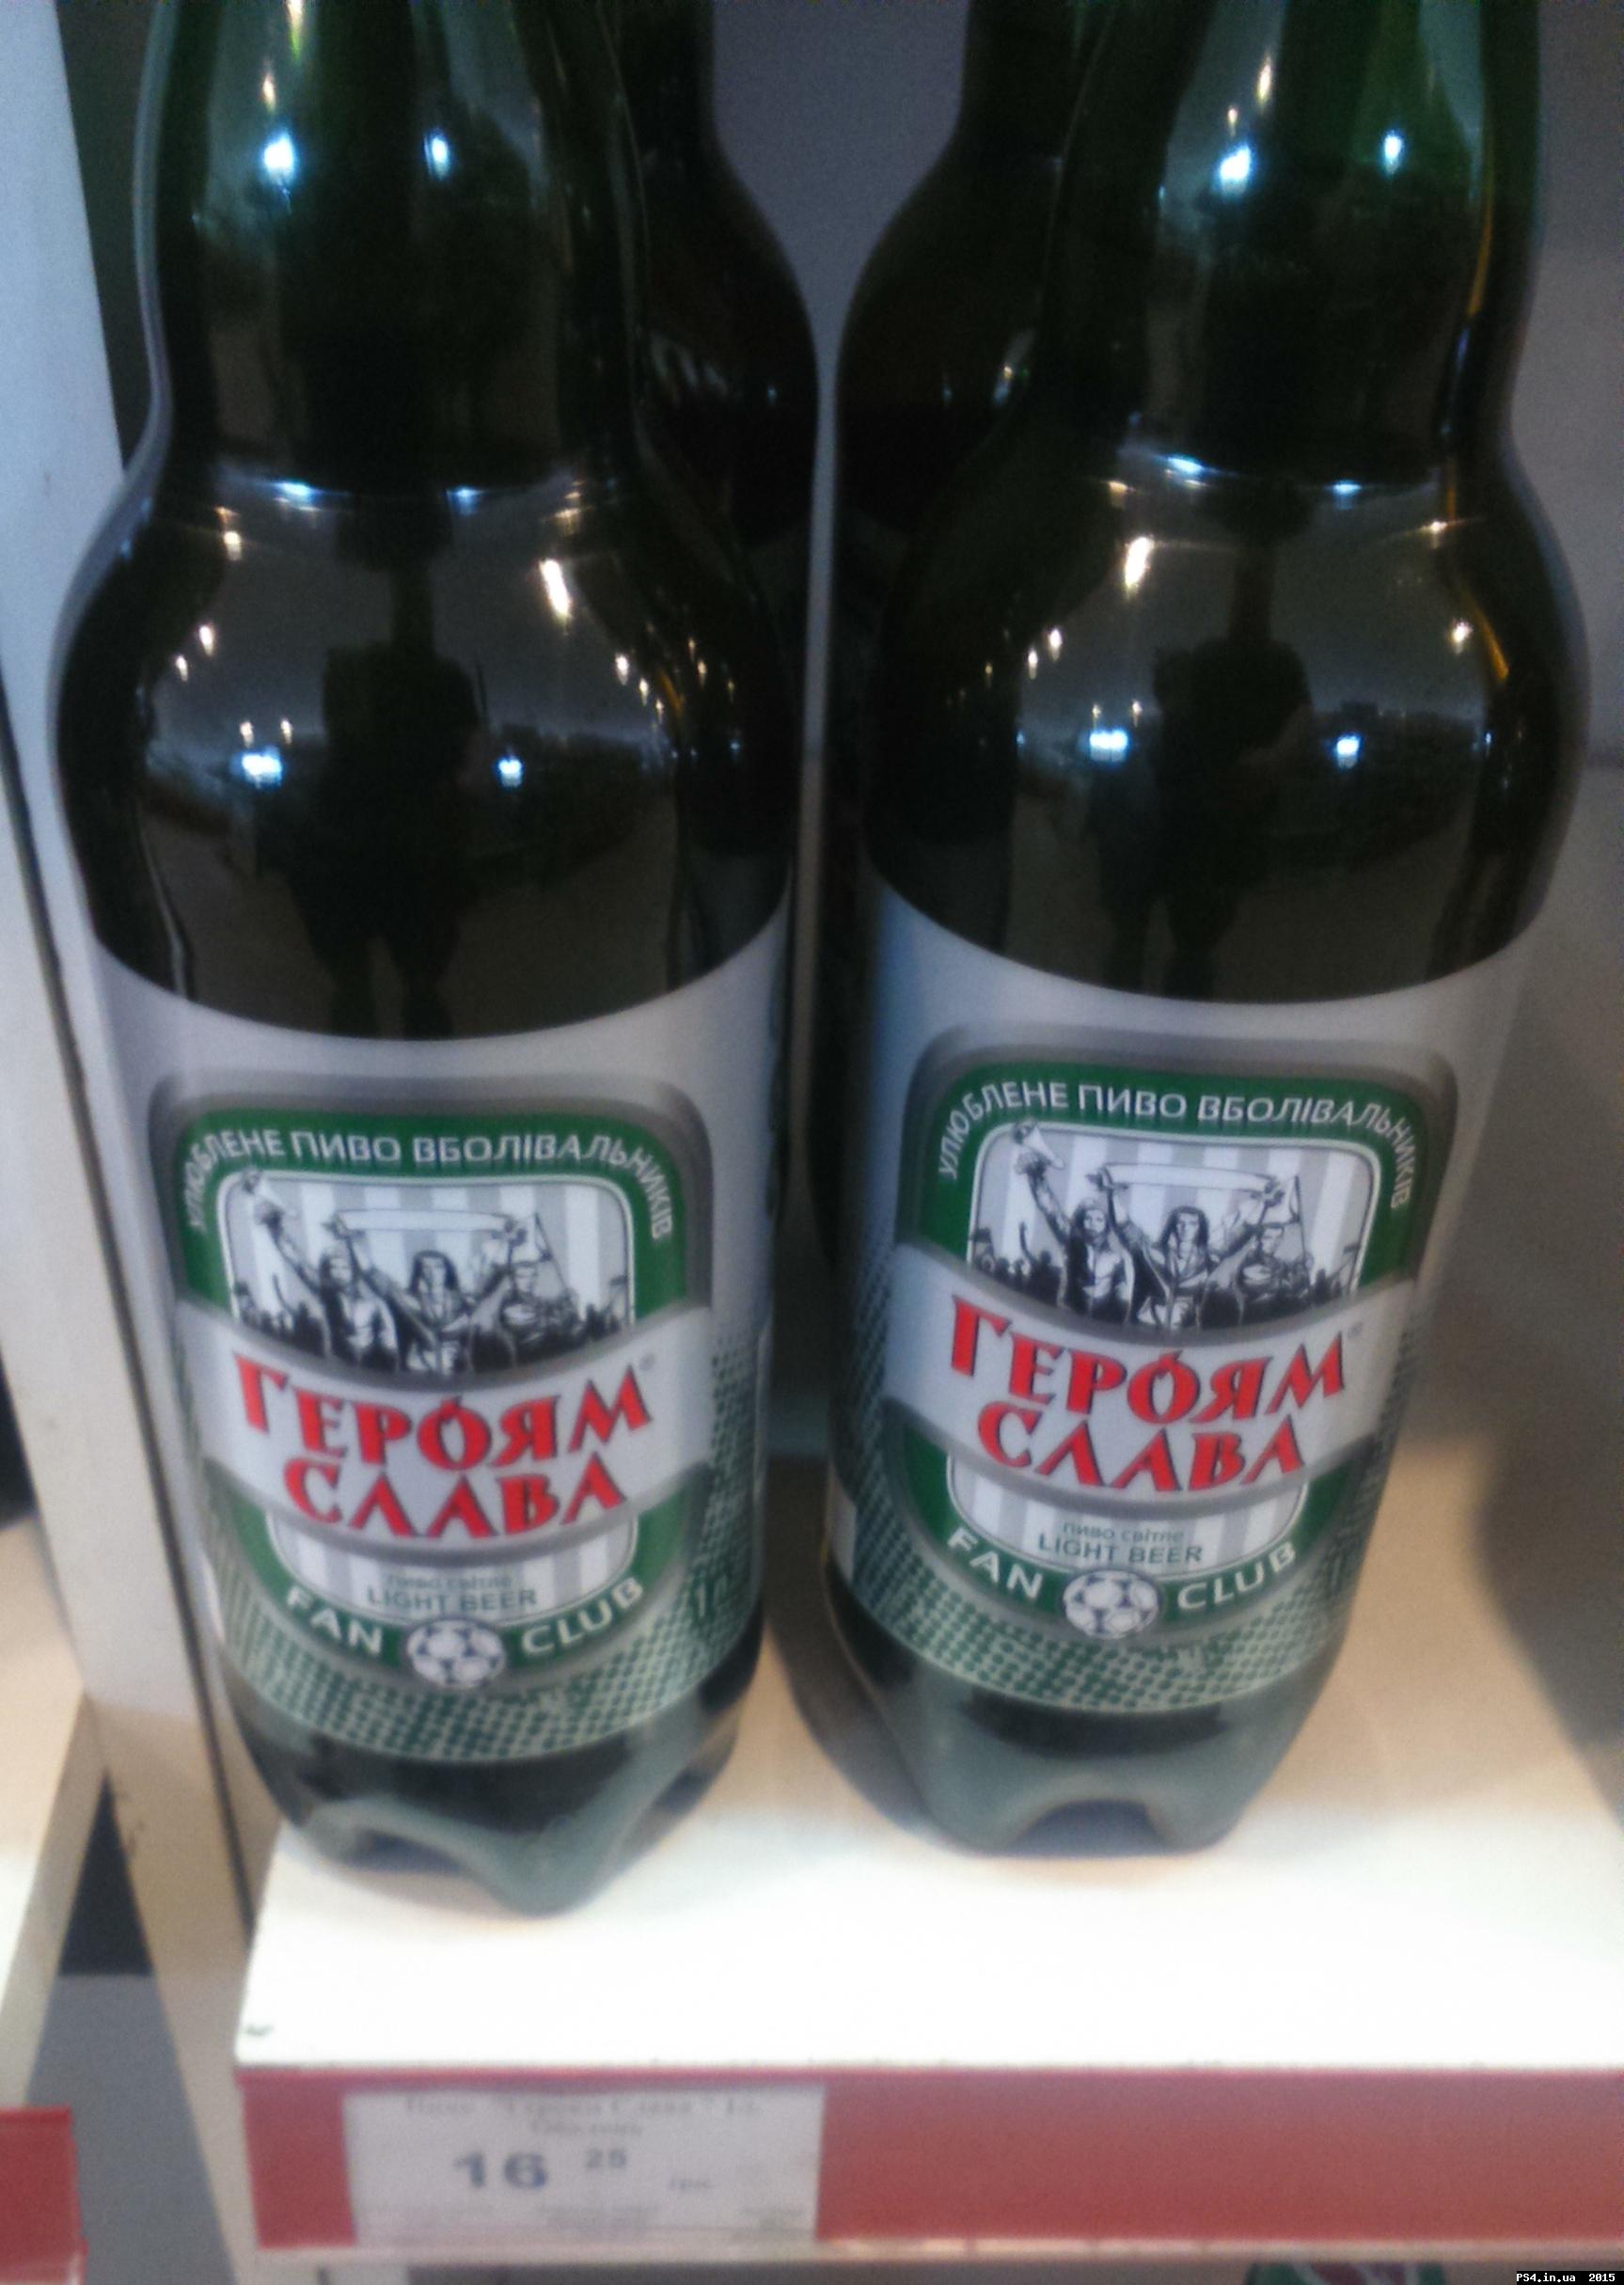 УЛЮБЛЕНЕ ПИВО ВБОЛІВАЛЬНИКІВ
ГЕРОЯМ®
СЛАВА
пиво світле
LIGHT BEER
FAN CLUB
УЛЮБЛЕНЕ ПИВО ВБОЛІВАЛЬНИКІВ
ГЕРОЯМ®
СЛАВА
пиво світле
LIGHT BEER
FAN CLUB
16 25 грн
PS4.in.ua 2015